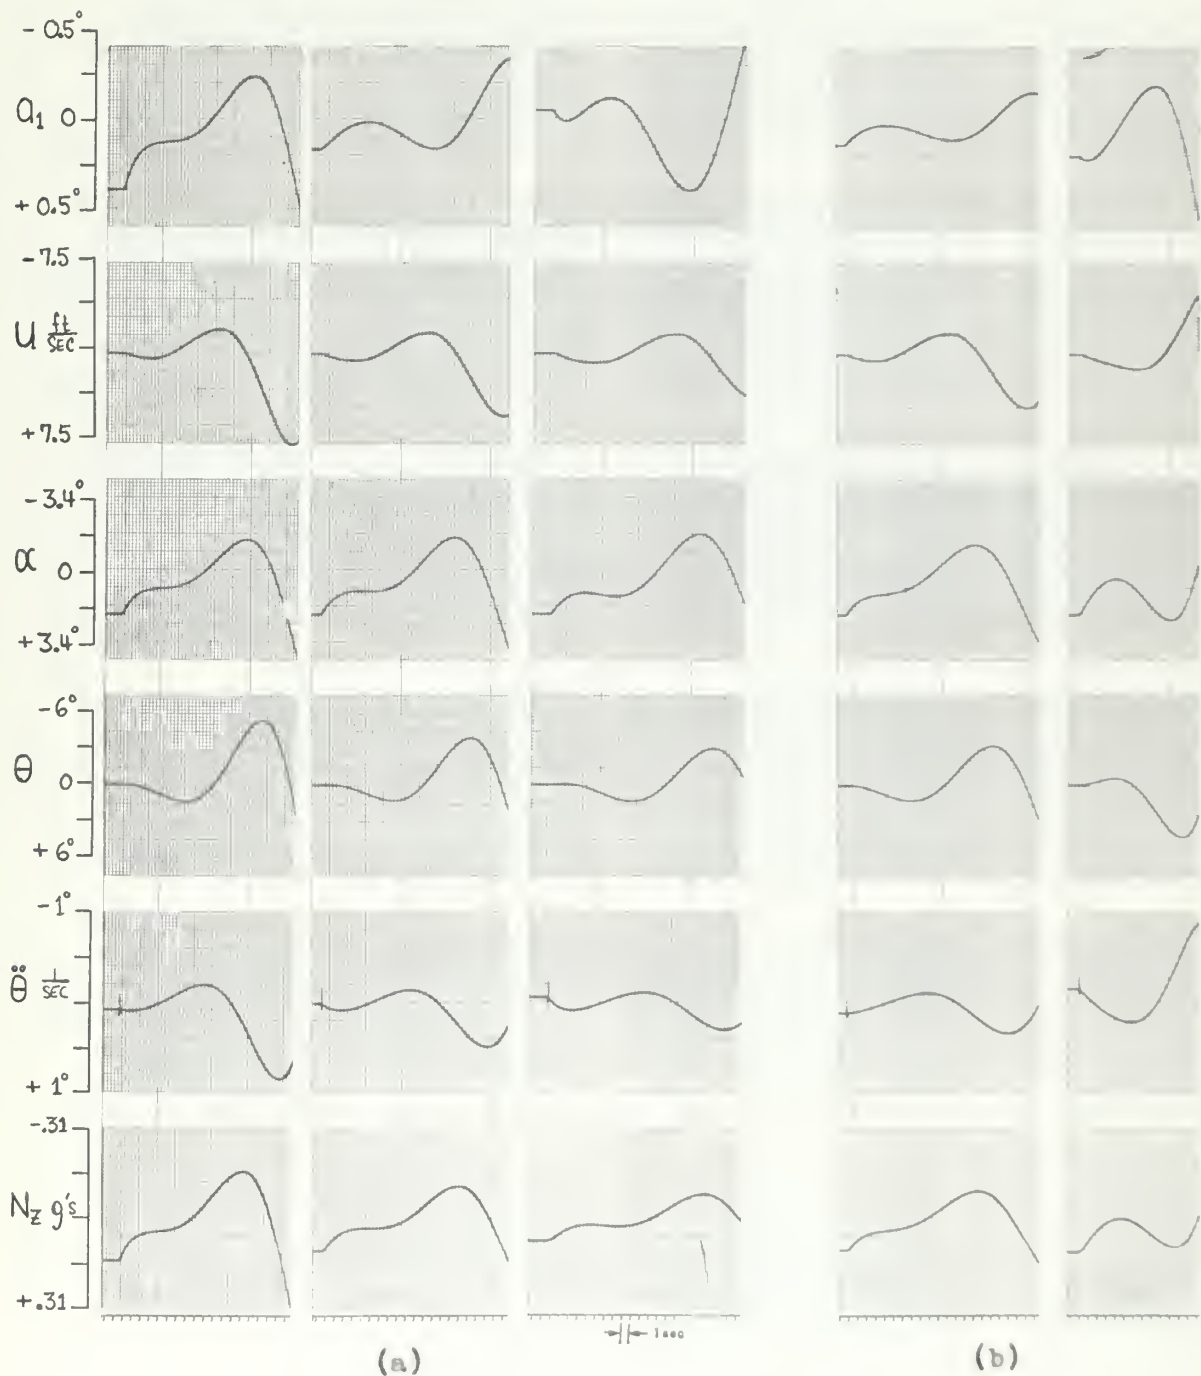 - 0.5°
a₁ 0
+ 0.5°
- 7.5
U ft/SEC
+7.5
- 3.4°
α 0
+ 3.4°
-6°
θ 0
+ 6°
-1°
θ̈ 1/SEC
+ 1°
-.31
Nz g's
+.31
1 sec
(a)
(b)